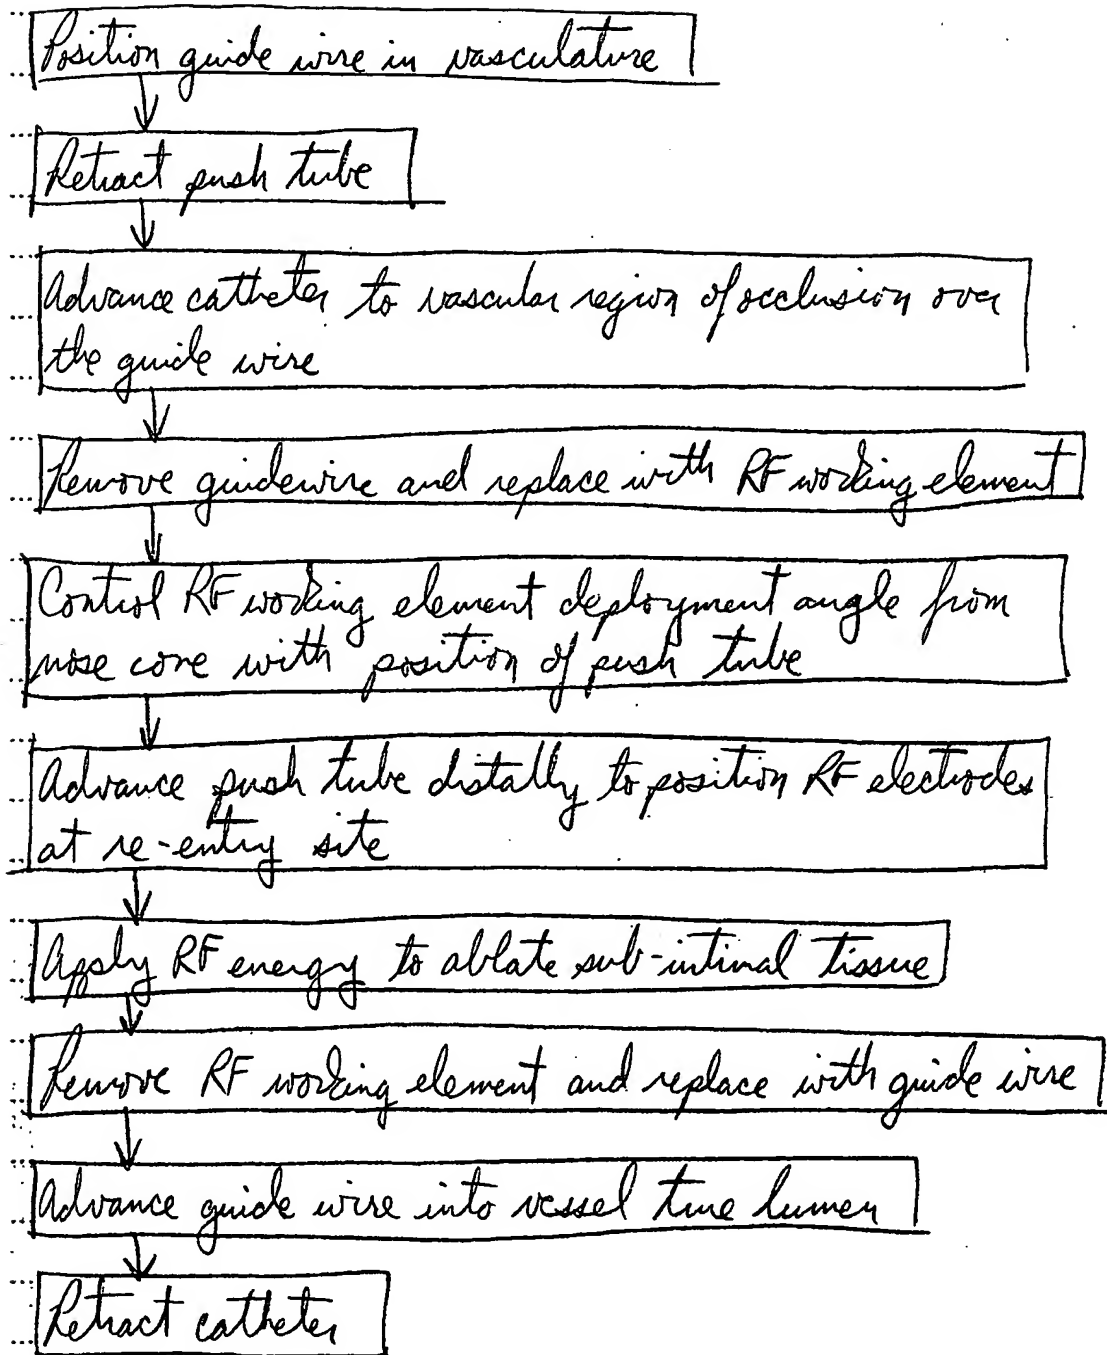 Position guide wire in vasculature
Retract push tube
Advance catheter to vascular region of occlusion over
the guide wire
Remove guidewire and replace with RF working element
Control RF working element deployment angle from
nose cone with position of push tube
Advance push tube distally to position RF electrodes
at re-entry site
Apply RF energy to ablate sub-intimal tissue
Remove RF working element and replace with guide wire
Advance guide wire into vessel true lumen
Retract catheter